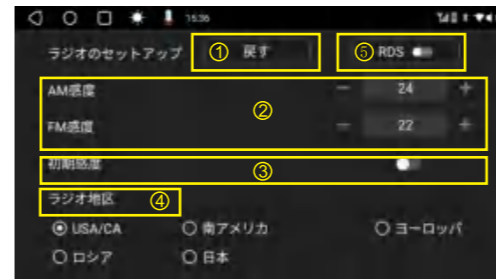 15:36
ラジオのセットアップ ① 戻す ⑤ RDS
AM感度 − 24 +
②
FM感度 − 22 +
初期感度 ③
ラジオ地区 ④
USA/CA 南アメリカ ヨーロッパ
ロシア 日本